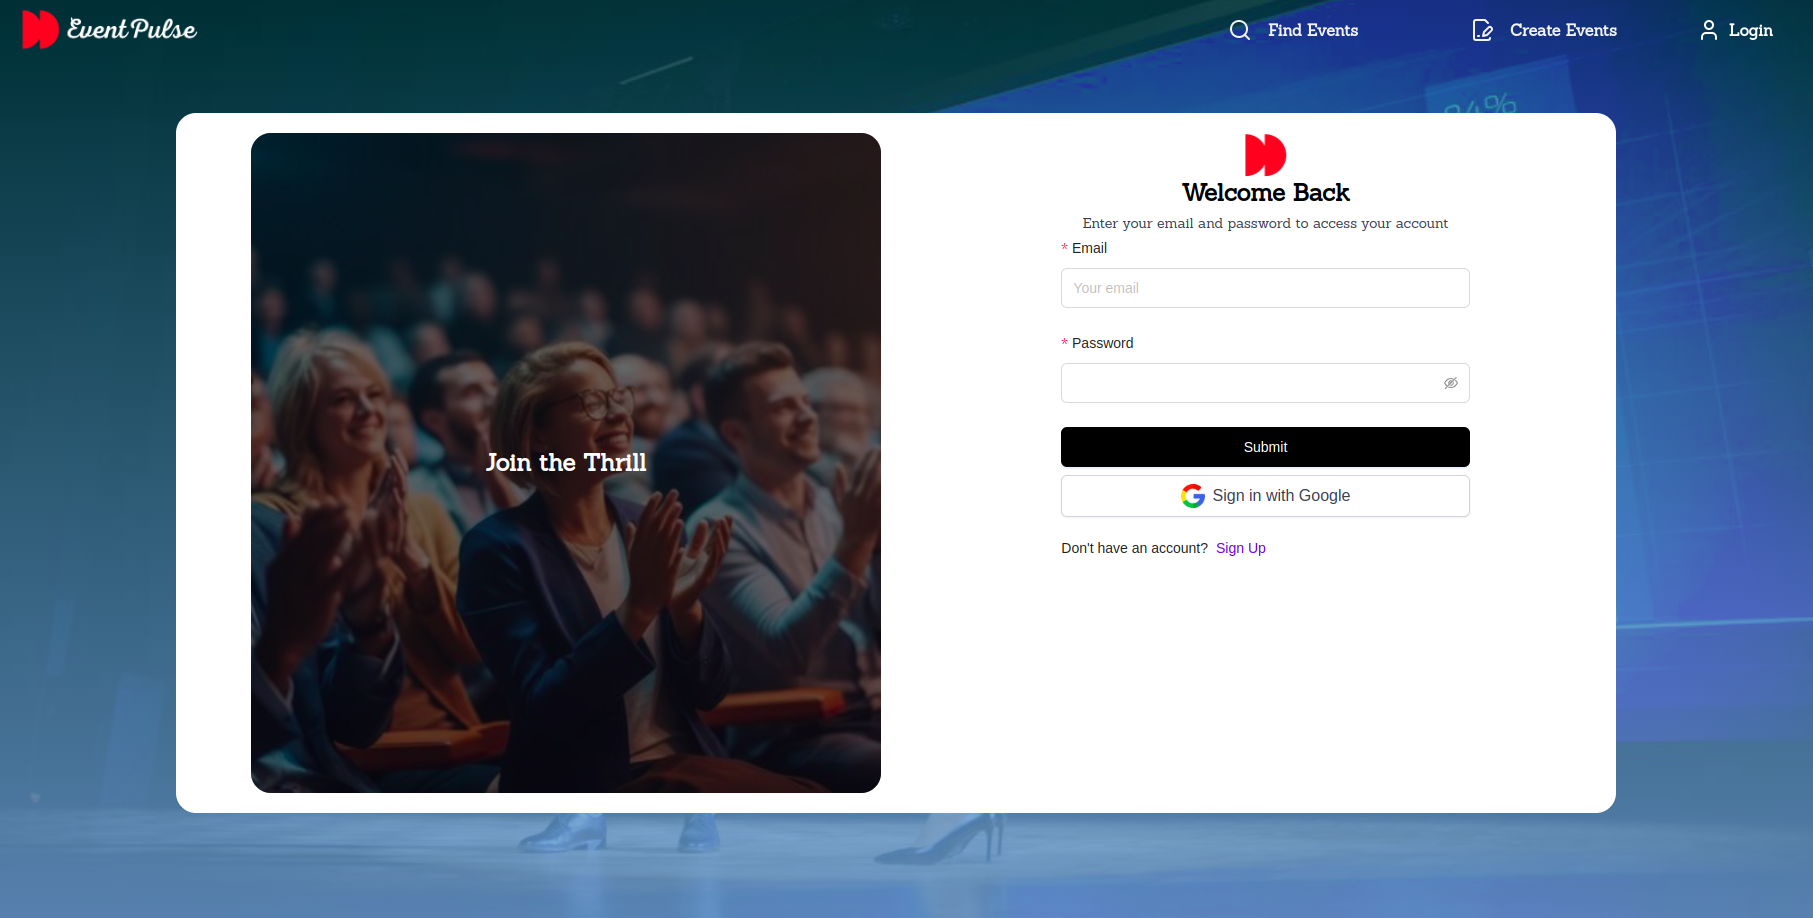 Event Pulse
Find Events
Create Events
Login
84%
Join the Thrill
Welcome Back
Enter your email and password to access your account
* Email
Your email
* Password
Submit
Sign in with Google
Don't have an account? Sign Up